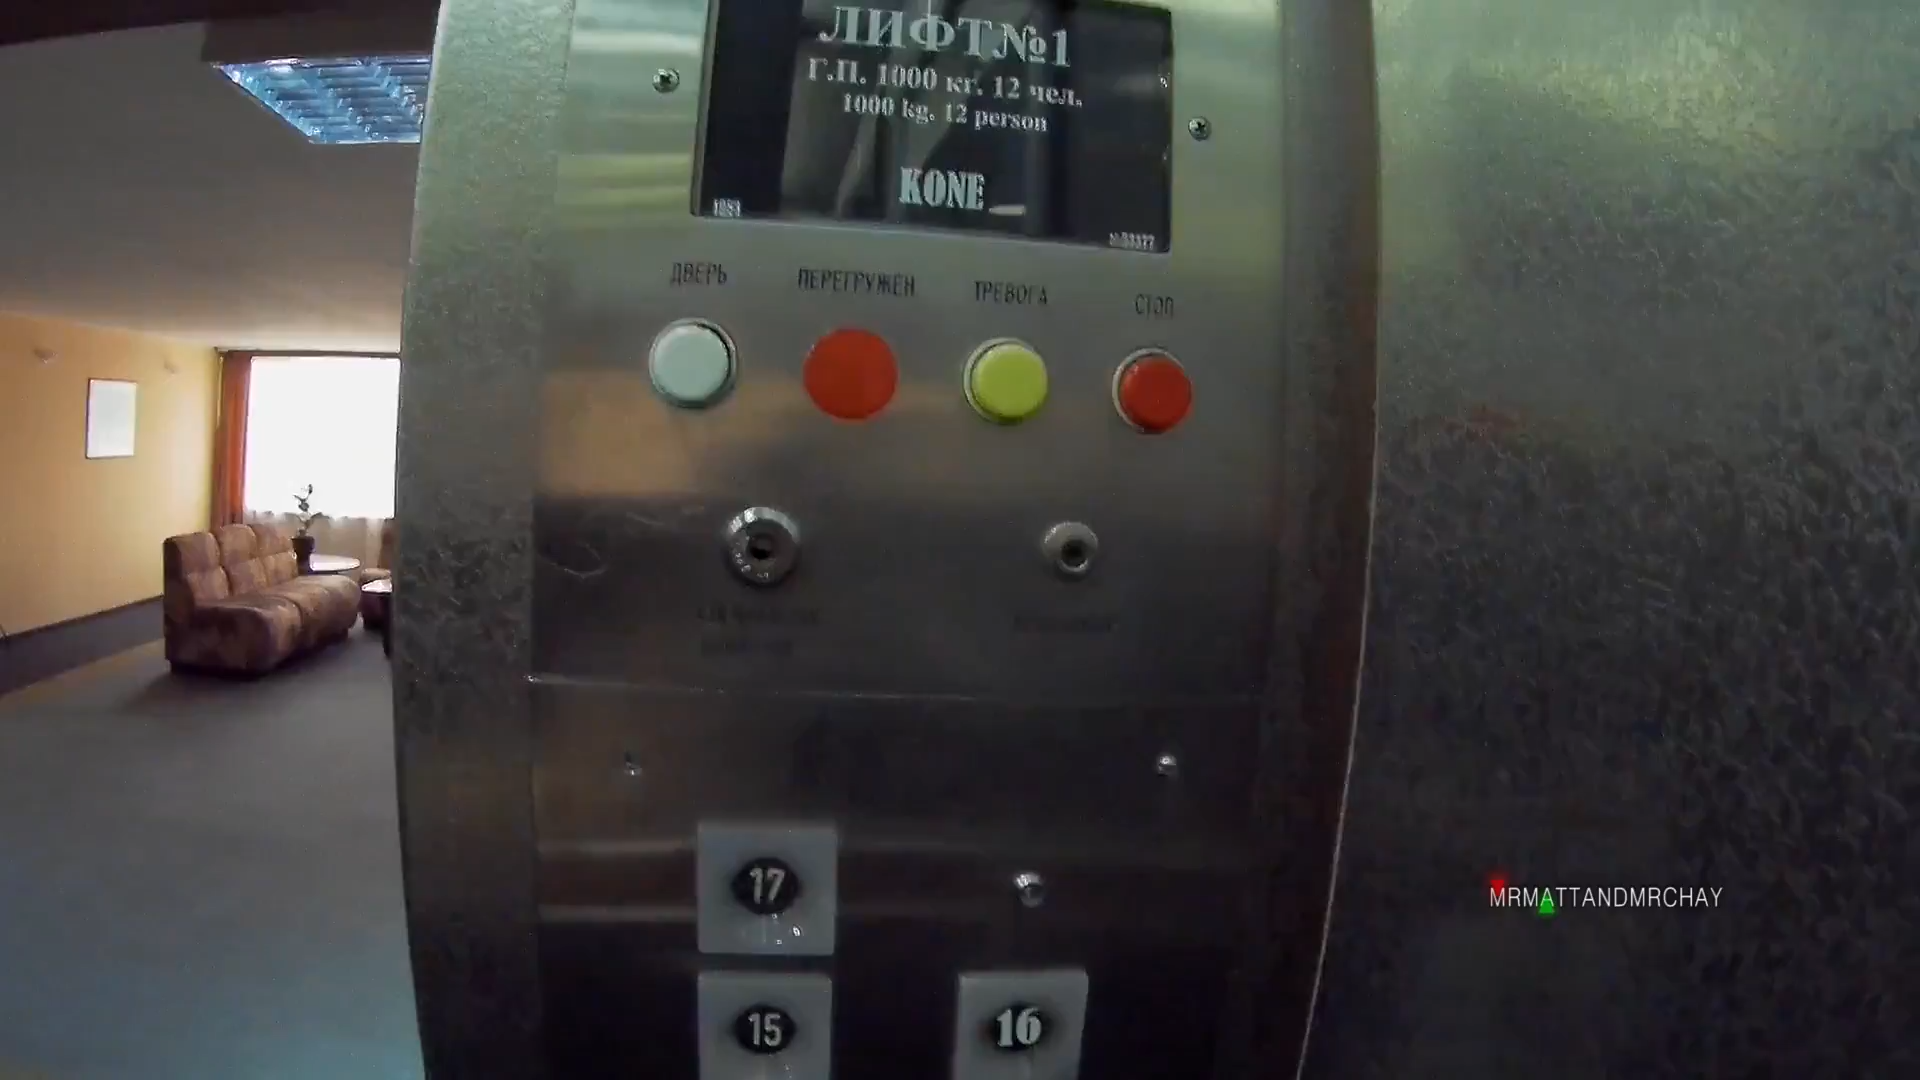 ЛИФТ№1
Г.П. 1000 кг. 12 чел.
1000 kg. 12 person
KONE
ДВЕРЬ ПЕРЕГРУЖЕН ТРЕВОГА СТОП
17
15 16
MRMATTANDMRCHAY